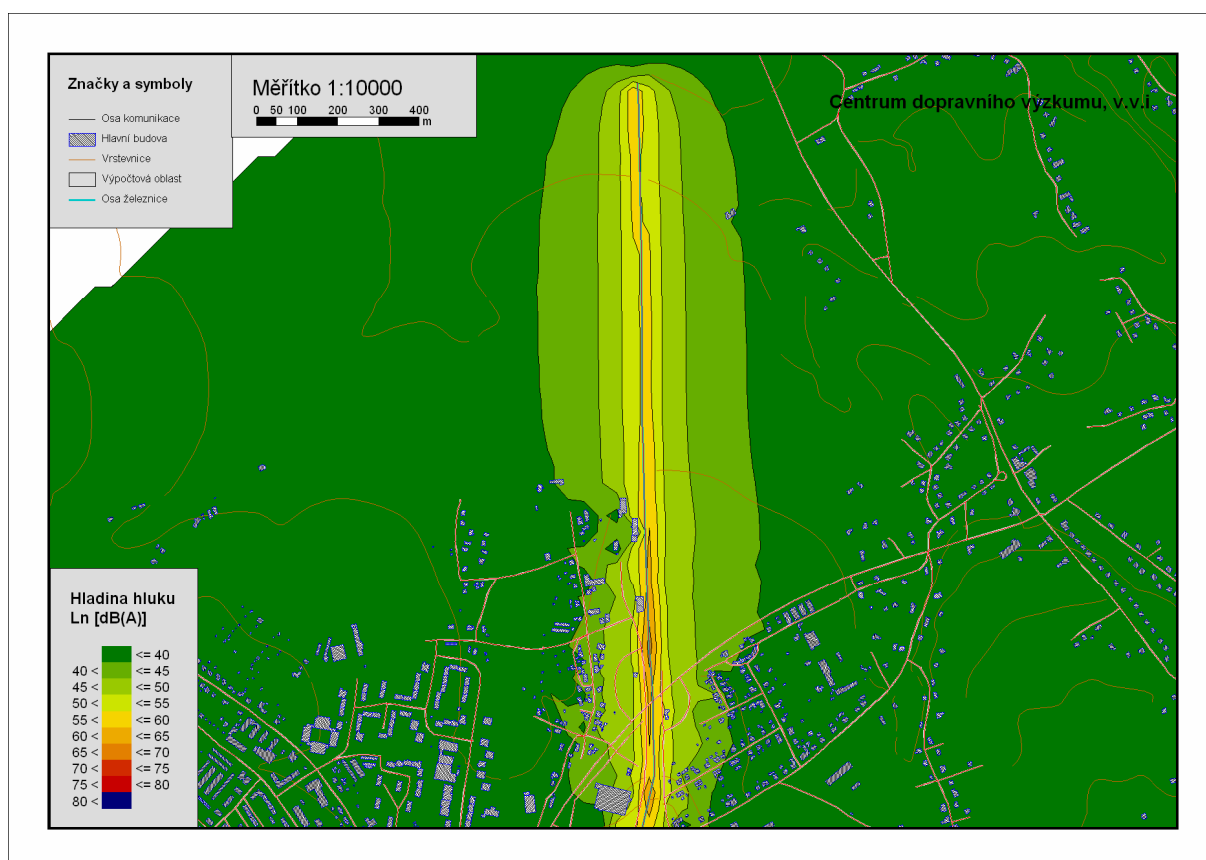 Značky a symboly
Osa komunikace
Hlavní budova
Vrstevnice
Výpočtová oblast
Osa železnice
Měřítko 1:10000
0 50 100 200 300 400
m
Centrum dopravního výzkumu, v.v.i
Hladina hluku
Ln [dB(A)]
<= 40
40 < <= 45
45 < <= 50
50 < <= 55
55 < <= 60
60 < <= 65
65 < <= 70
70 < <= 75
75 < <= 80
80 <